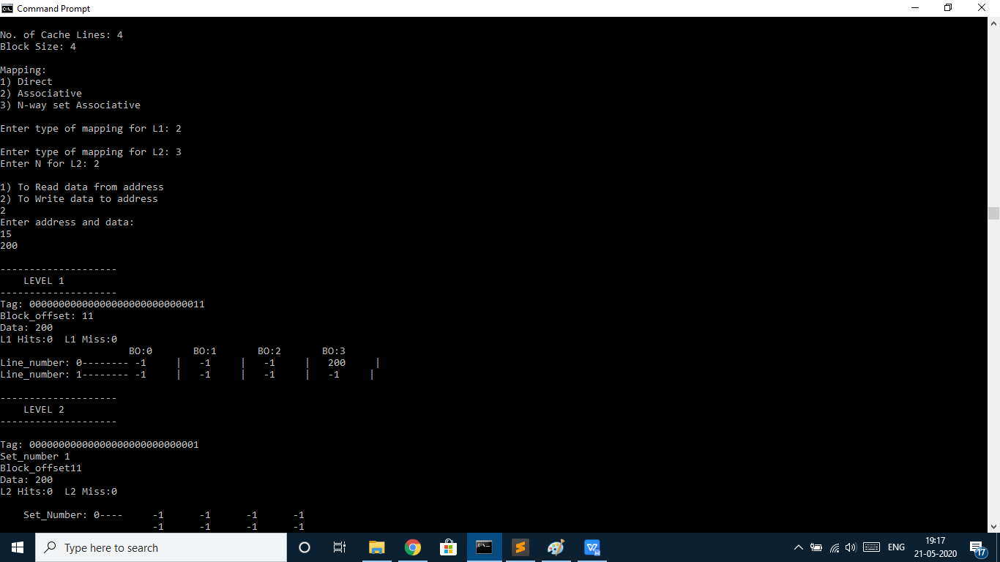 Command Prompt
No. of Cache Lines: 4
Block Size: 4
Mapping:
1) Direct
2) Associative
3) N-way set Associative
Enter type of mapping for L1: 2
Enter type of mapping for L2: 3
Enter N for L2: 2
1) To Read data from address
2) To Write data to address
2
Enter address and data:
15
200
--------------------
    LEVEL 1
--------------------
Tag: 000000000000000000000000000011
Block_offset: 11
Data: 200
L1 Hits:0  L1 Miss:0
                      BO:0       BO:1       BO:2       BO:3
Line_number: 0-------- -1     |   -1     |   -1     |   200     |
Line_number: 1-------- -1     |   -1     |   -1     |   -1     |
--------------------
    LEVEL 2
--------------------
Tag: 00000000000000000000000000001
Set_number 1
Block_offset11
Data: 200
L2 Hits:0  L2 Miss:0
    Set_Number: 0----     -1      -1      -1      -1
                          -1      -1      -1      -1
Type here to search
ENG
19:17
21-05-2020
17